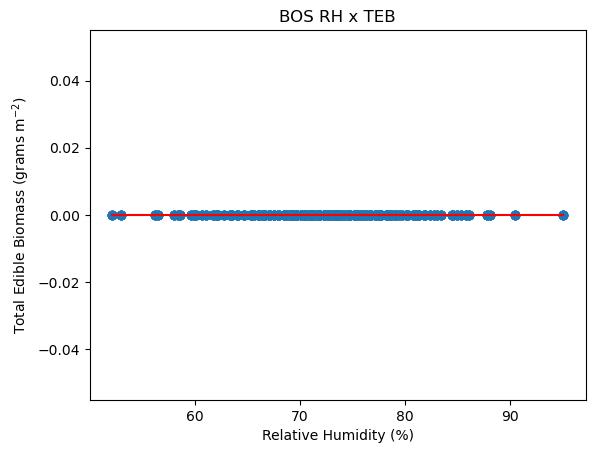 BOS RH x TEB
Total Edible Biomass (grams m⁻²)
0.04
0.02
0.00
−0.02
−0.04
60 70 80 90
Relative Humidity (%)